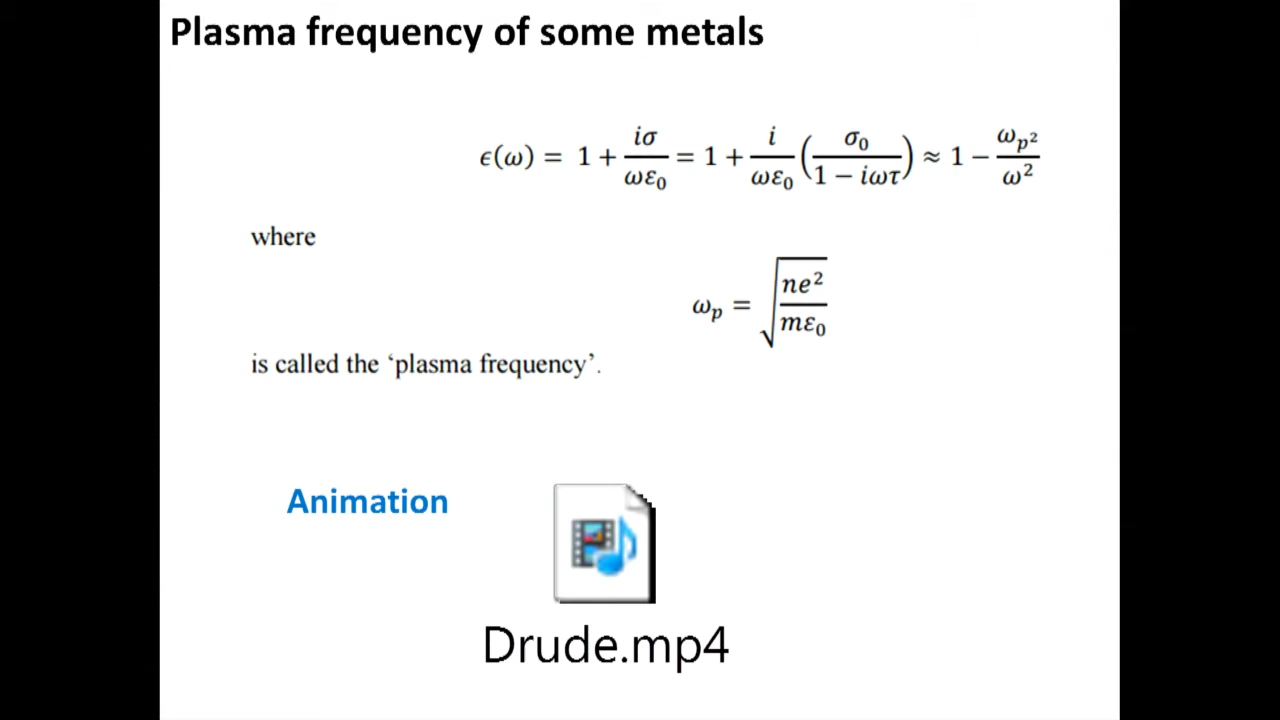 Plasma frequency of some metals
ϵ(ω) = 1 + iσ/ωε₀ = 1 + i/ωε₀ (σ₀/1 − iωτ) ≈ 1 − ωₚ²/ω²
where
ωₚ = √(ne²/mε₀)
is called the ‘plasma frequency’.
Animation
Drude.mp4